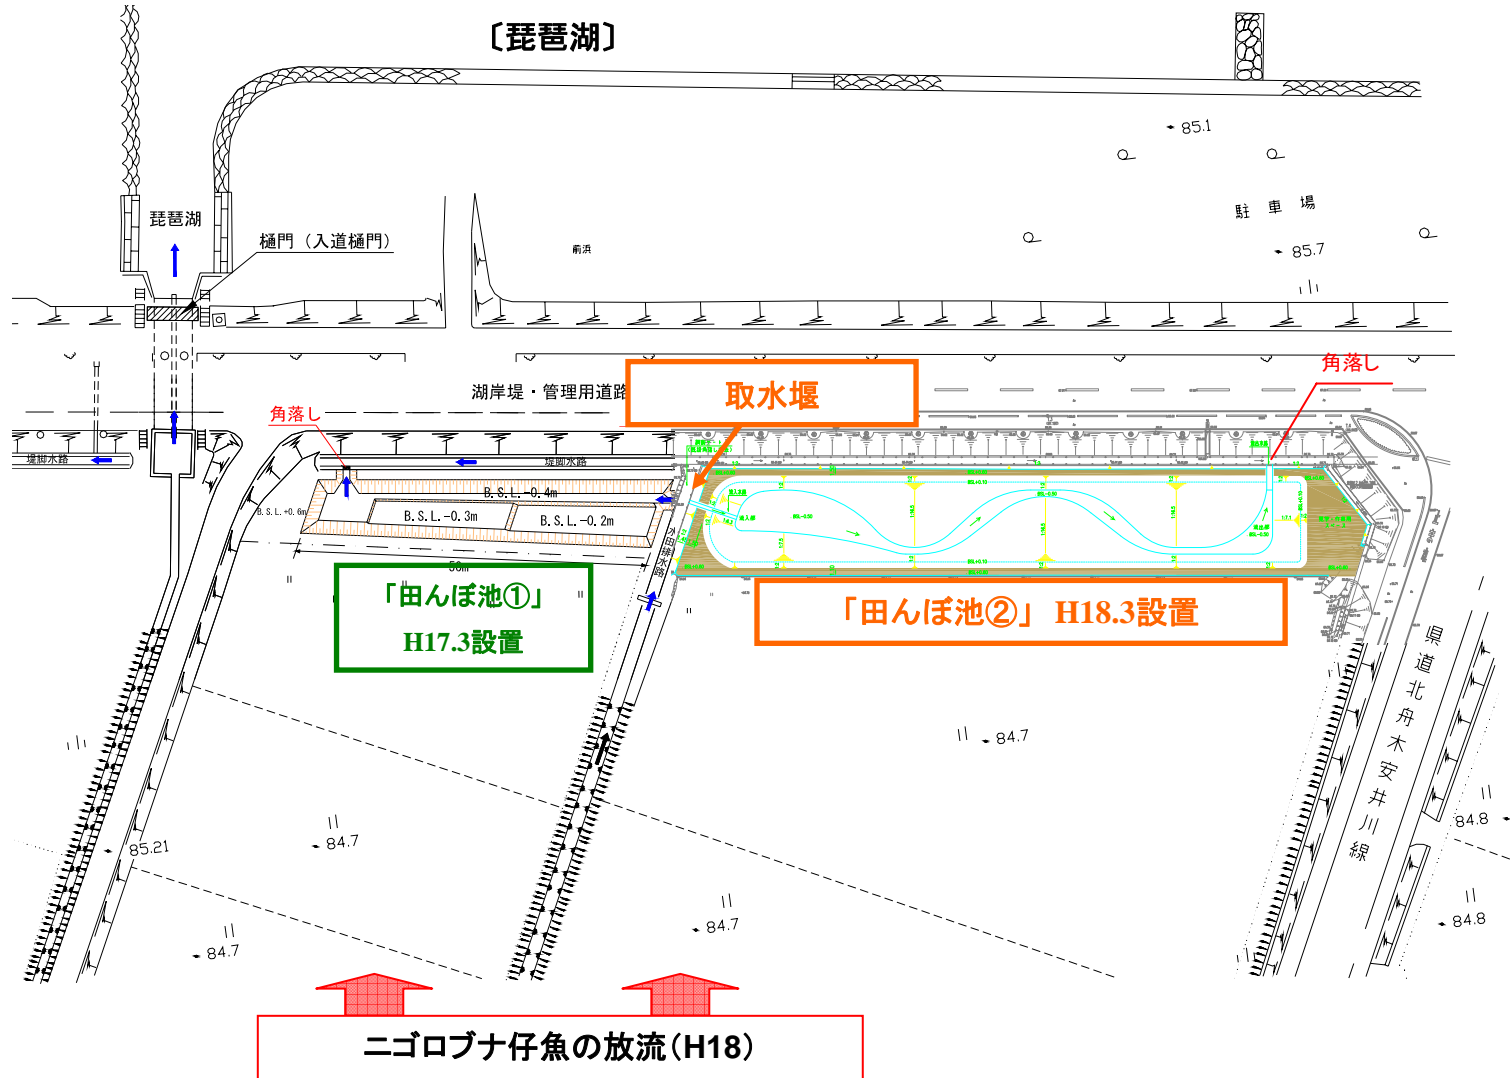 〔琵琶湖〕
85.1
駐車場
85.7
琵琶湖
樋門（入道樋門）
前浜
湖岸堤・管理用道路
取水堰
角落し
角落し
堤脚水路
堤脚水路
B.S.L.-0.4m
B.S.L.+0.6m
B.S.L.-0.3m
B.S.L.-0.2m
50m
水田排水路
「田んぼ池①」
H17.3設置
「田んぼ池②」 H18.3設置
県道北舟木安井川線
84.7
84.8
85.21
84.7
84.7
84.7
84.8
ニゴロブナ仔魚の放流（H18）